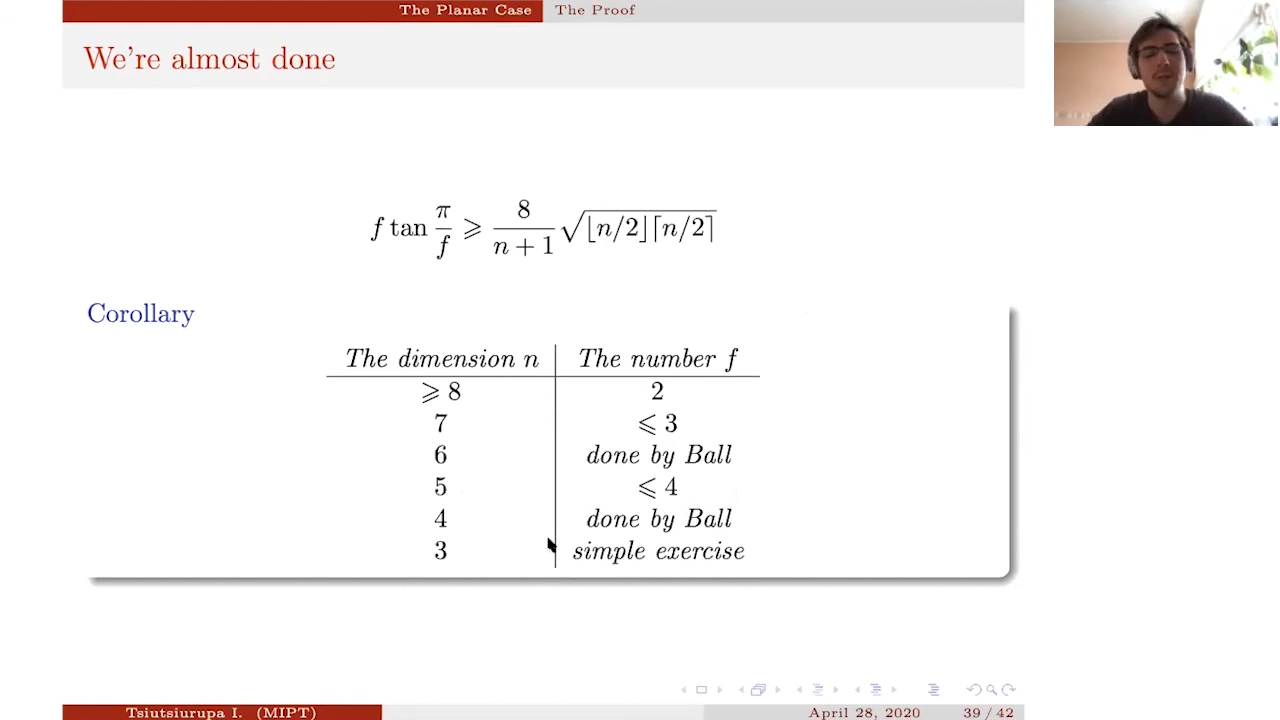 The Planar Case The Proof
We're almost done
f tan π/f ⩾ 8/(n + 1) √⌊n/2⌋⌈n/2⌉
Corollary
The dimension n The number f
⩾ 8 2
7 ⩽ 3
6 done by Ball
5 ⩽ 4
4 done by Ball
3 simple exercise
Tsiutsiurupa I. (MIPT) April 28, 2020 39 / 42